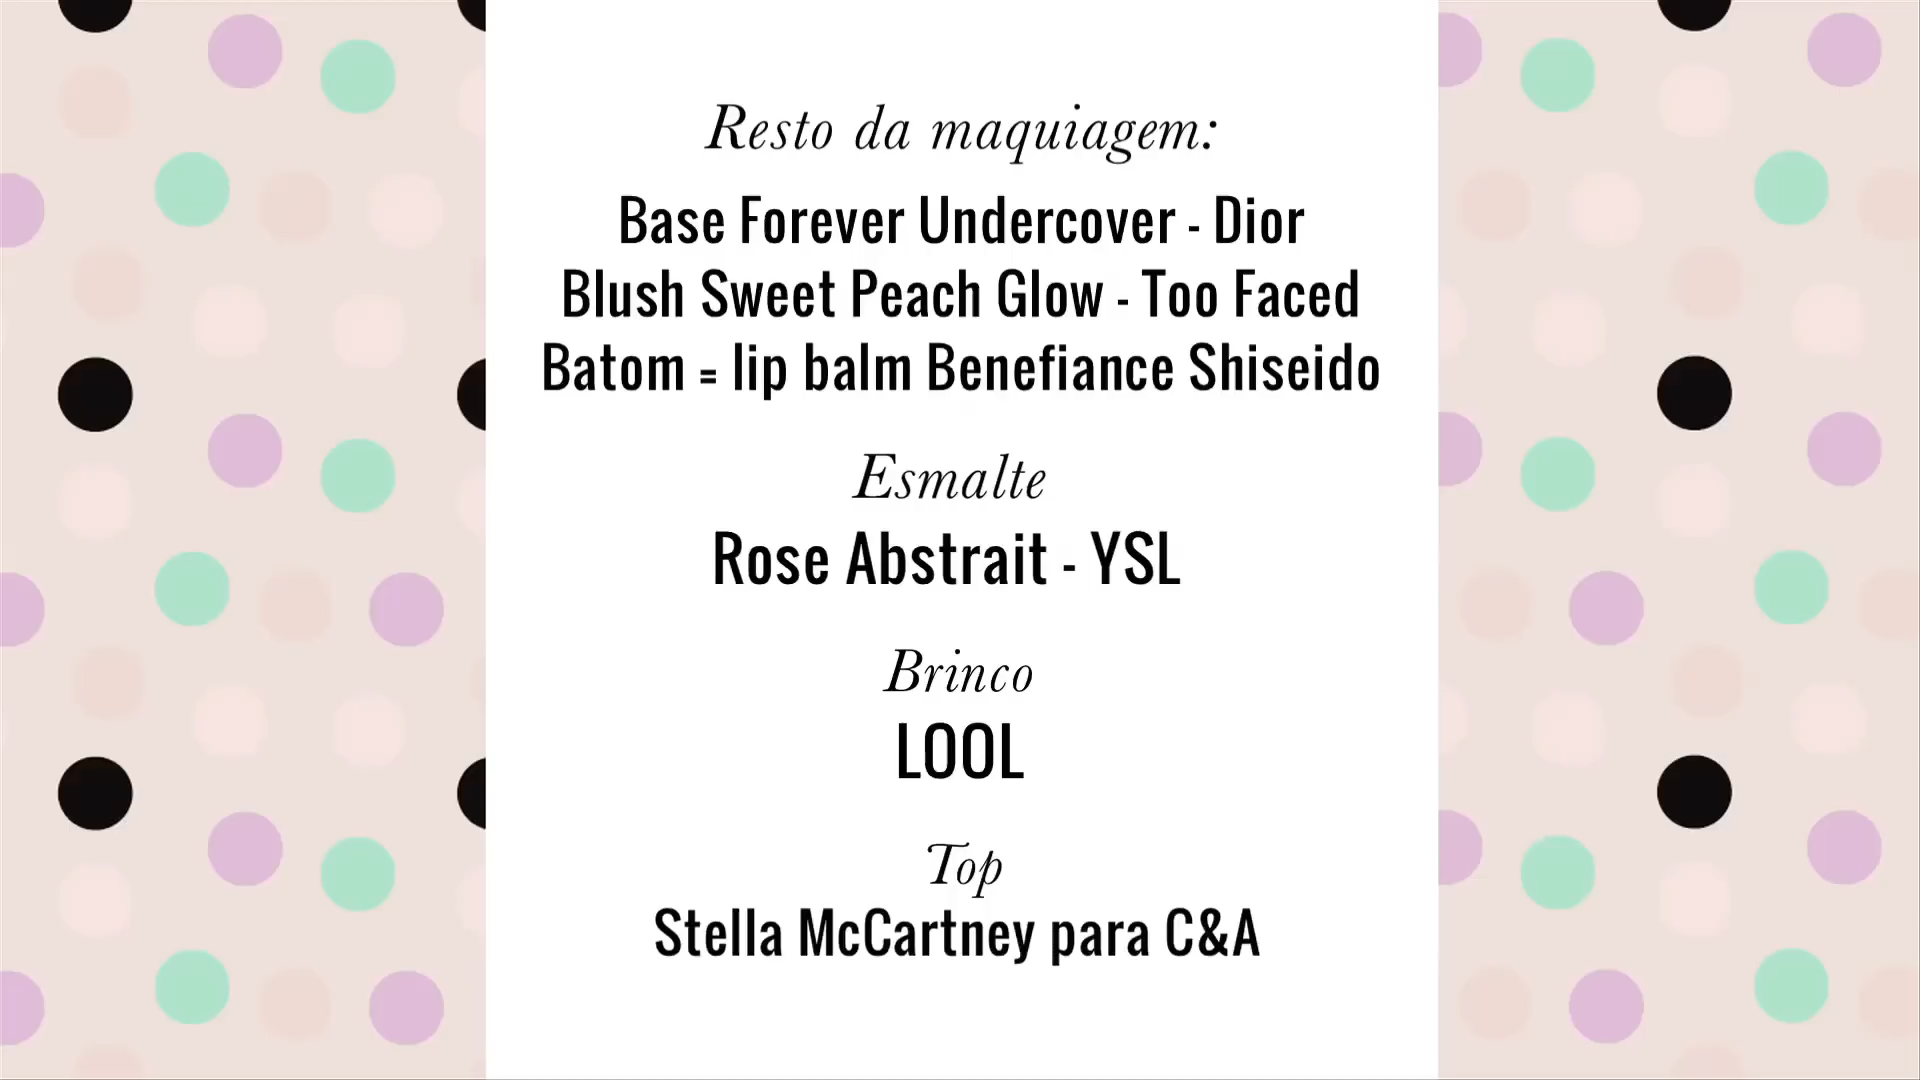 Resto da maquiagem:
Base Forever Undercover - Dior
Blush Sweet Peach Glow - Too Faced
Batom = lip balm Benefiance Shiseido
Esmalte
Rose Abstrait - YSL
Brinco
LOOL
Top
Stella McCartney para C&A